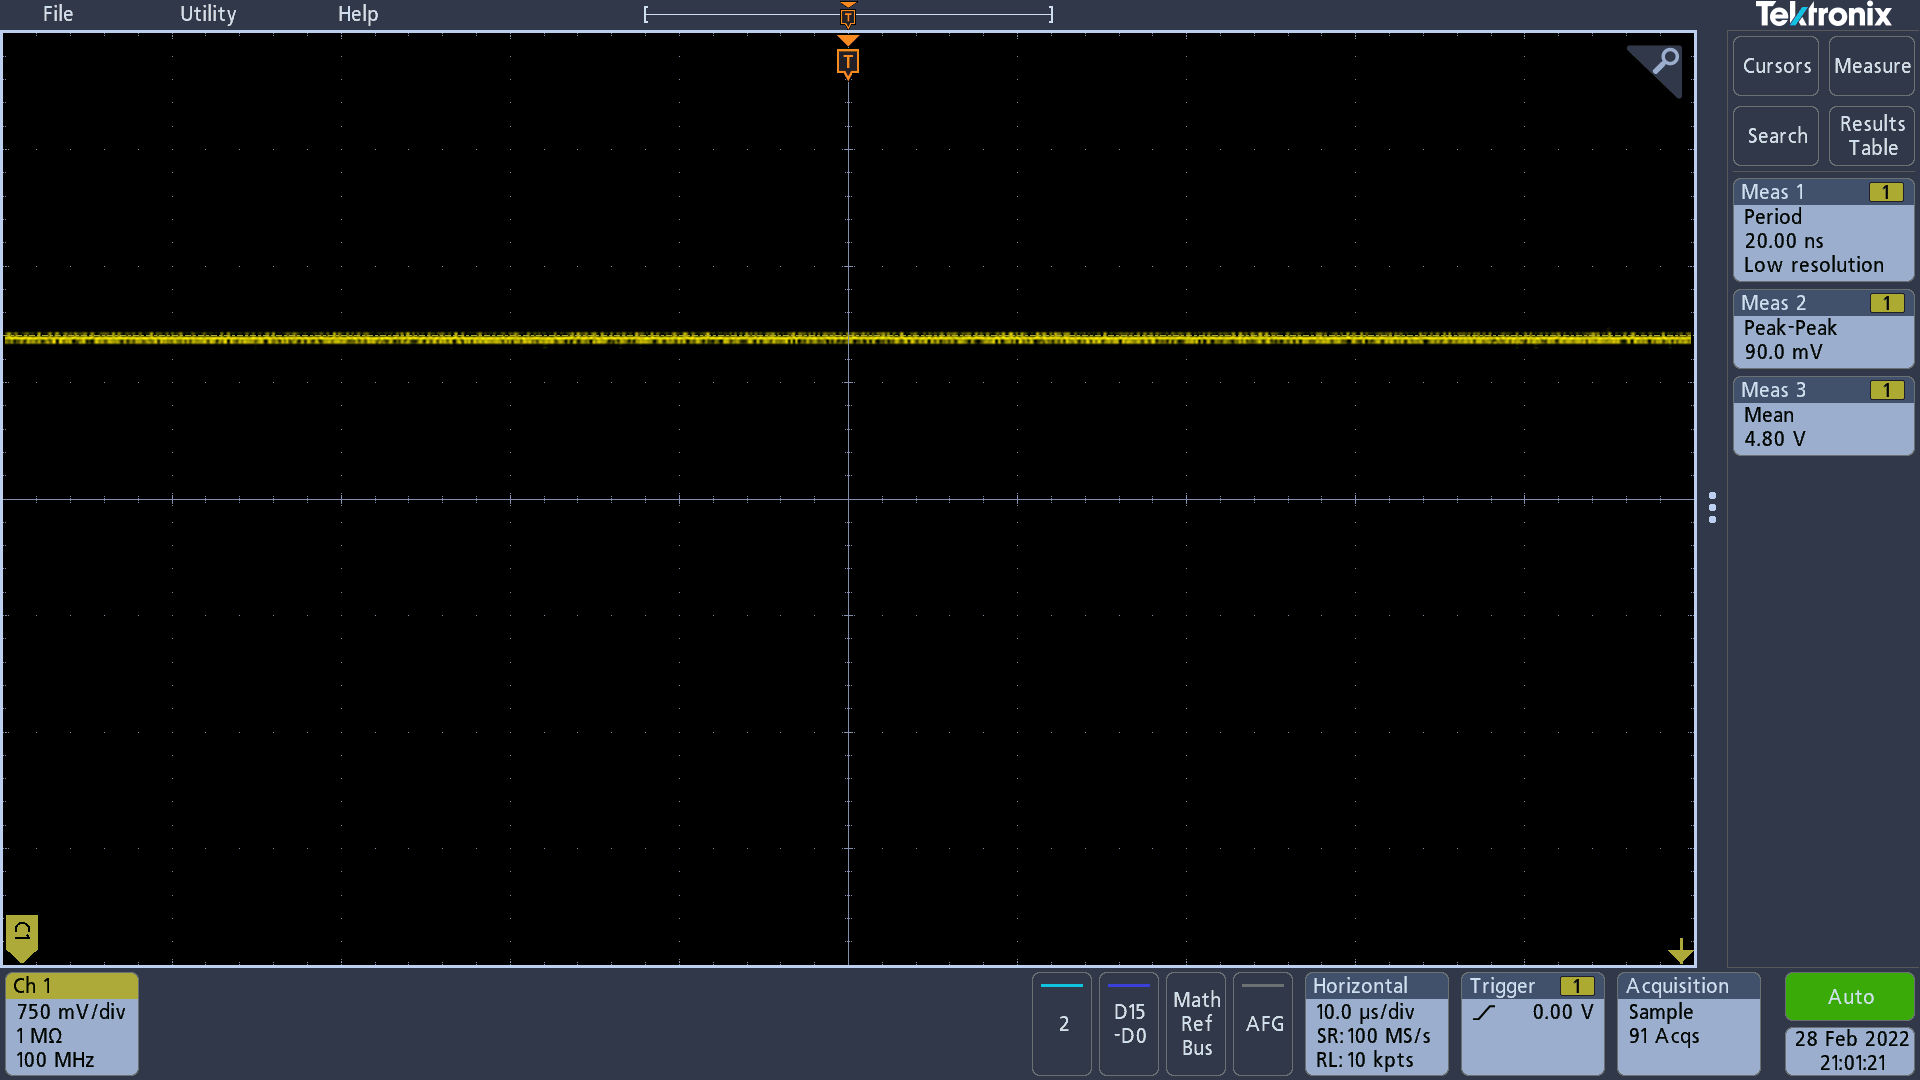 File Utility Help
T
Tektronix
T
Cursors Measure
Search Results Table
Meas 1 1
Period
20.00 ns
Low resolution
Meas 2 1
Peak-Peak
90.0 mV
Meas 3 1
Mean
4.80 V
C1
Ch 1
750 mV/div
1 MΩ
100 MHz
2
D15
-D0
Math
Ref
Bus
AFG
Horizontal
10.0 µs/div
SR: 100 MS/s
RL: 10 kpts
Trigger 1
0.00 V
Acquisition
Sample
91 Acqs
Auto
28 Feb 2022
21:01:21